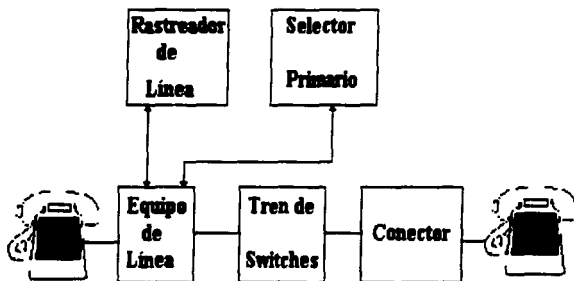 Rastreador
de
Línea
Selector
Primario
Equipo
de
Línea
Tren de
Switches
Conector